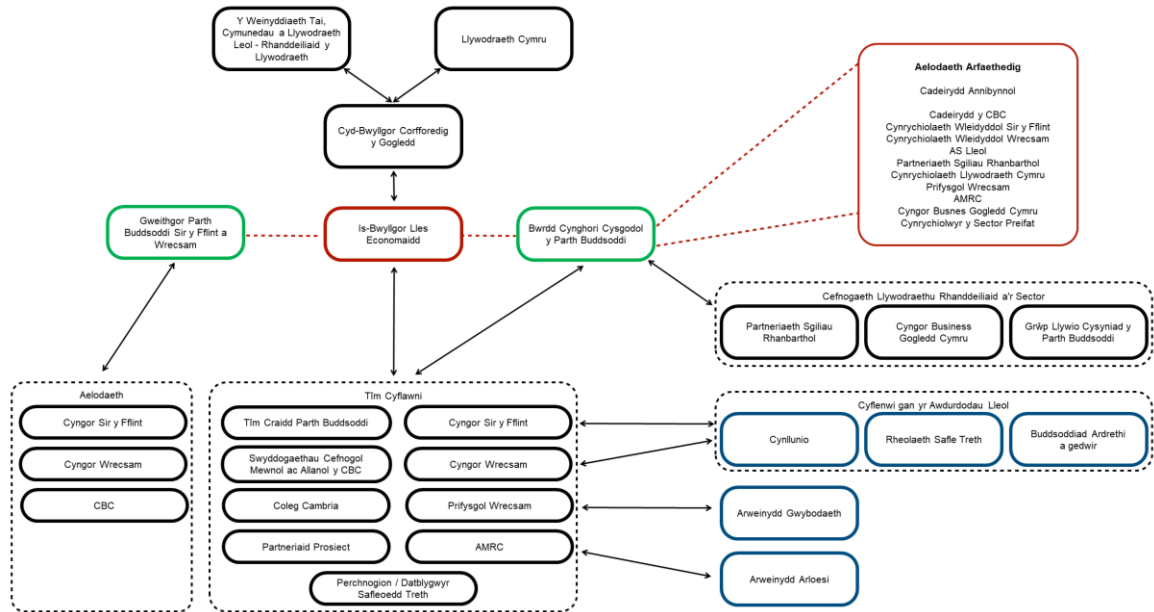 Y Weinyddiaeth Tai,
Cymunedau a Llywodraeth
Leol - Rhanddeiliaid y
Llywodraeth
Llywodraeth Cymru
Cyd-Bwyllgor Corfforedig
y Gogledd
Aelodaeth Arfaethedig
Cadeirydd Annibynnol
Cadeirydd y CBC
Cynrychiolaeth Wleidyddol Sir y Fflint
Cynrychiolaeth Wleidyddol Wrecsam
AS Lleol
Partneriaeth Sgiliau Rhanbarthol
Cynrychiolaeth Llywodraeth Cymru
Prifysgol Wrecsam
AMRC
Cyngor Busnes Gogledd Cymru
Cynrychiolwyr y Sector Preifat
Gweithgor Parth
Buddsoddi Sir y Fflint a
Wrecsam
Is-Bwyllgor Lles
Economaidd
Bwrdd Cynghori Cysgodol
y Parth Buddsoddi
Cefnogaeth Llywodraethu Rhanddeiliaid a'r Sector
Partneriaeth Sgiliau
Rhanbarthol
Cyngor Business
Gogledd Cymru
Grŵp Llywio Cysyniad y
Parth Buddsoddi
Aelodaeth
Cyngor Sir y Fflint
Cyngor Wrecsam
CBC
Tîm Cyflawni
Tîm Craidd Parth Buddsoddi
Cyngor Sir y Fflint
Swyddogaethau Cefnogol
Mewnol ac Allanol y CBC
Cyngor Wrecsam
Coleg Cambria
Prifysgol Wrecsam
Partneriaid Prosiect
AMRC
Perchnogion / Datblygwyr
Safleoedd Treth
Cyflenwi gan yr Awdurdodau Lleol
Cynllunio
Rheolaeth Safle Treth
Buddsoddiad Ardrethi
a gedwir
Arweinydd Gwybodaeth
Arweinydd Arloesi